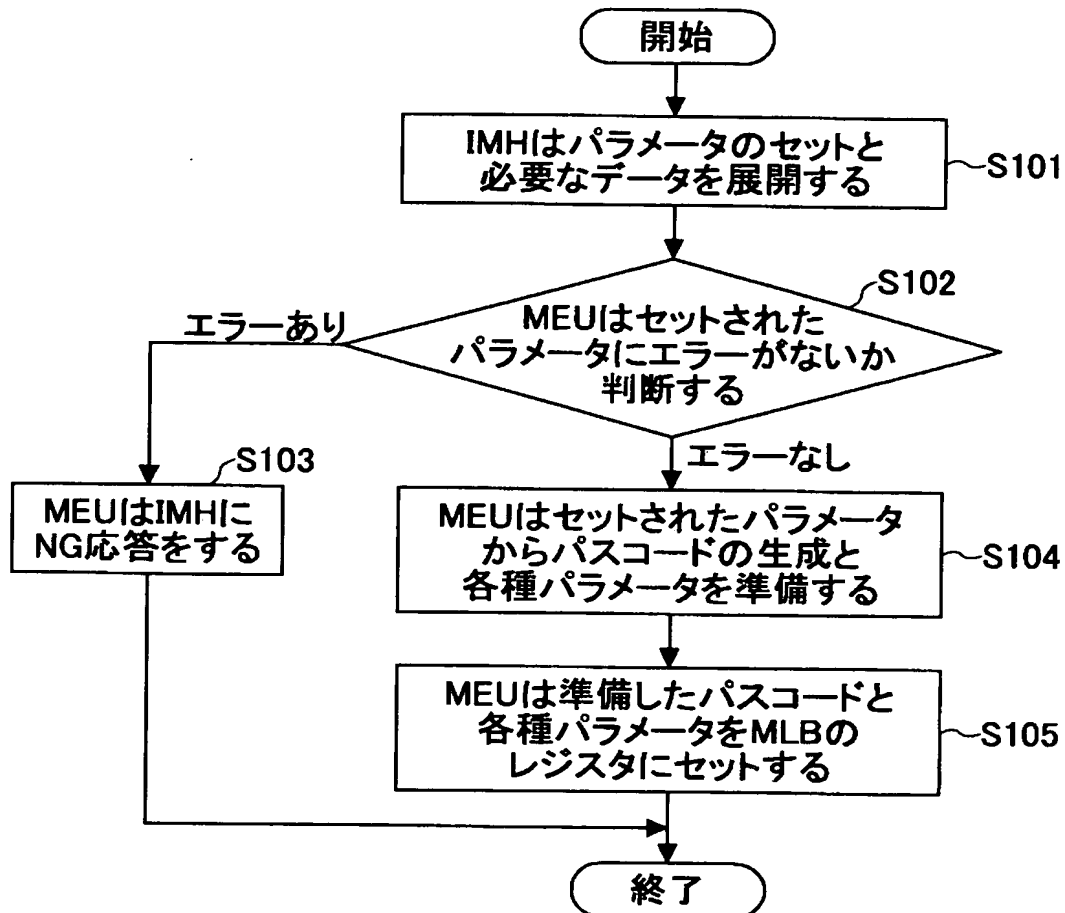 開始
IMHはパラメータのセットと
必要なデータを展開する
S101
S102
MEUはセットされた
パラメータにエラーがないか
判断する
エラーあり
エラーなし
S103
MEUはIMHに
NG応答をする
MEUはセットされたパラメータ
からパスコードの生成と
各種パラメータを準備する
S104
MEUは準備したパスコードと
各種パラメータをMLBの
レジスタにセットする
S105
終了